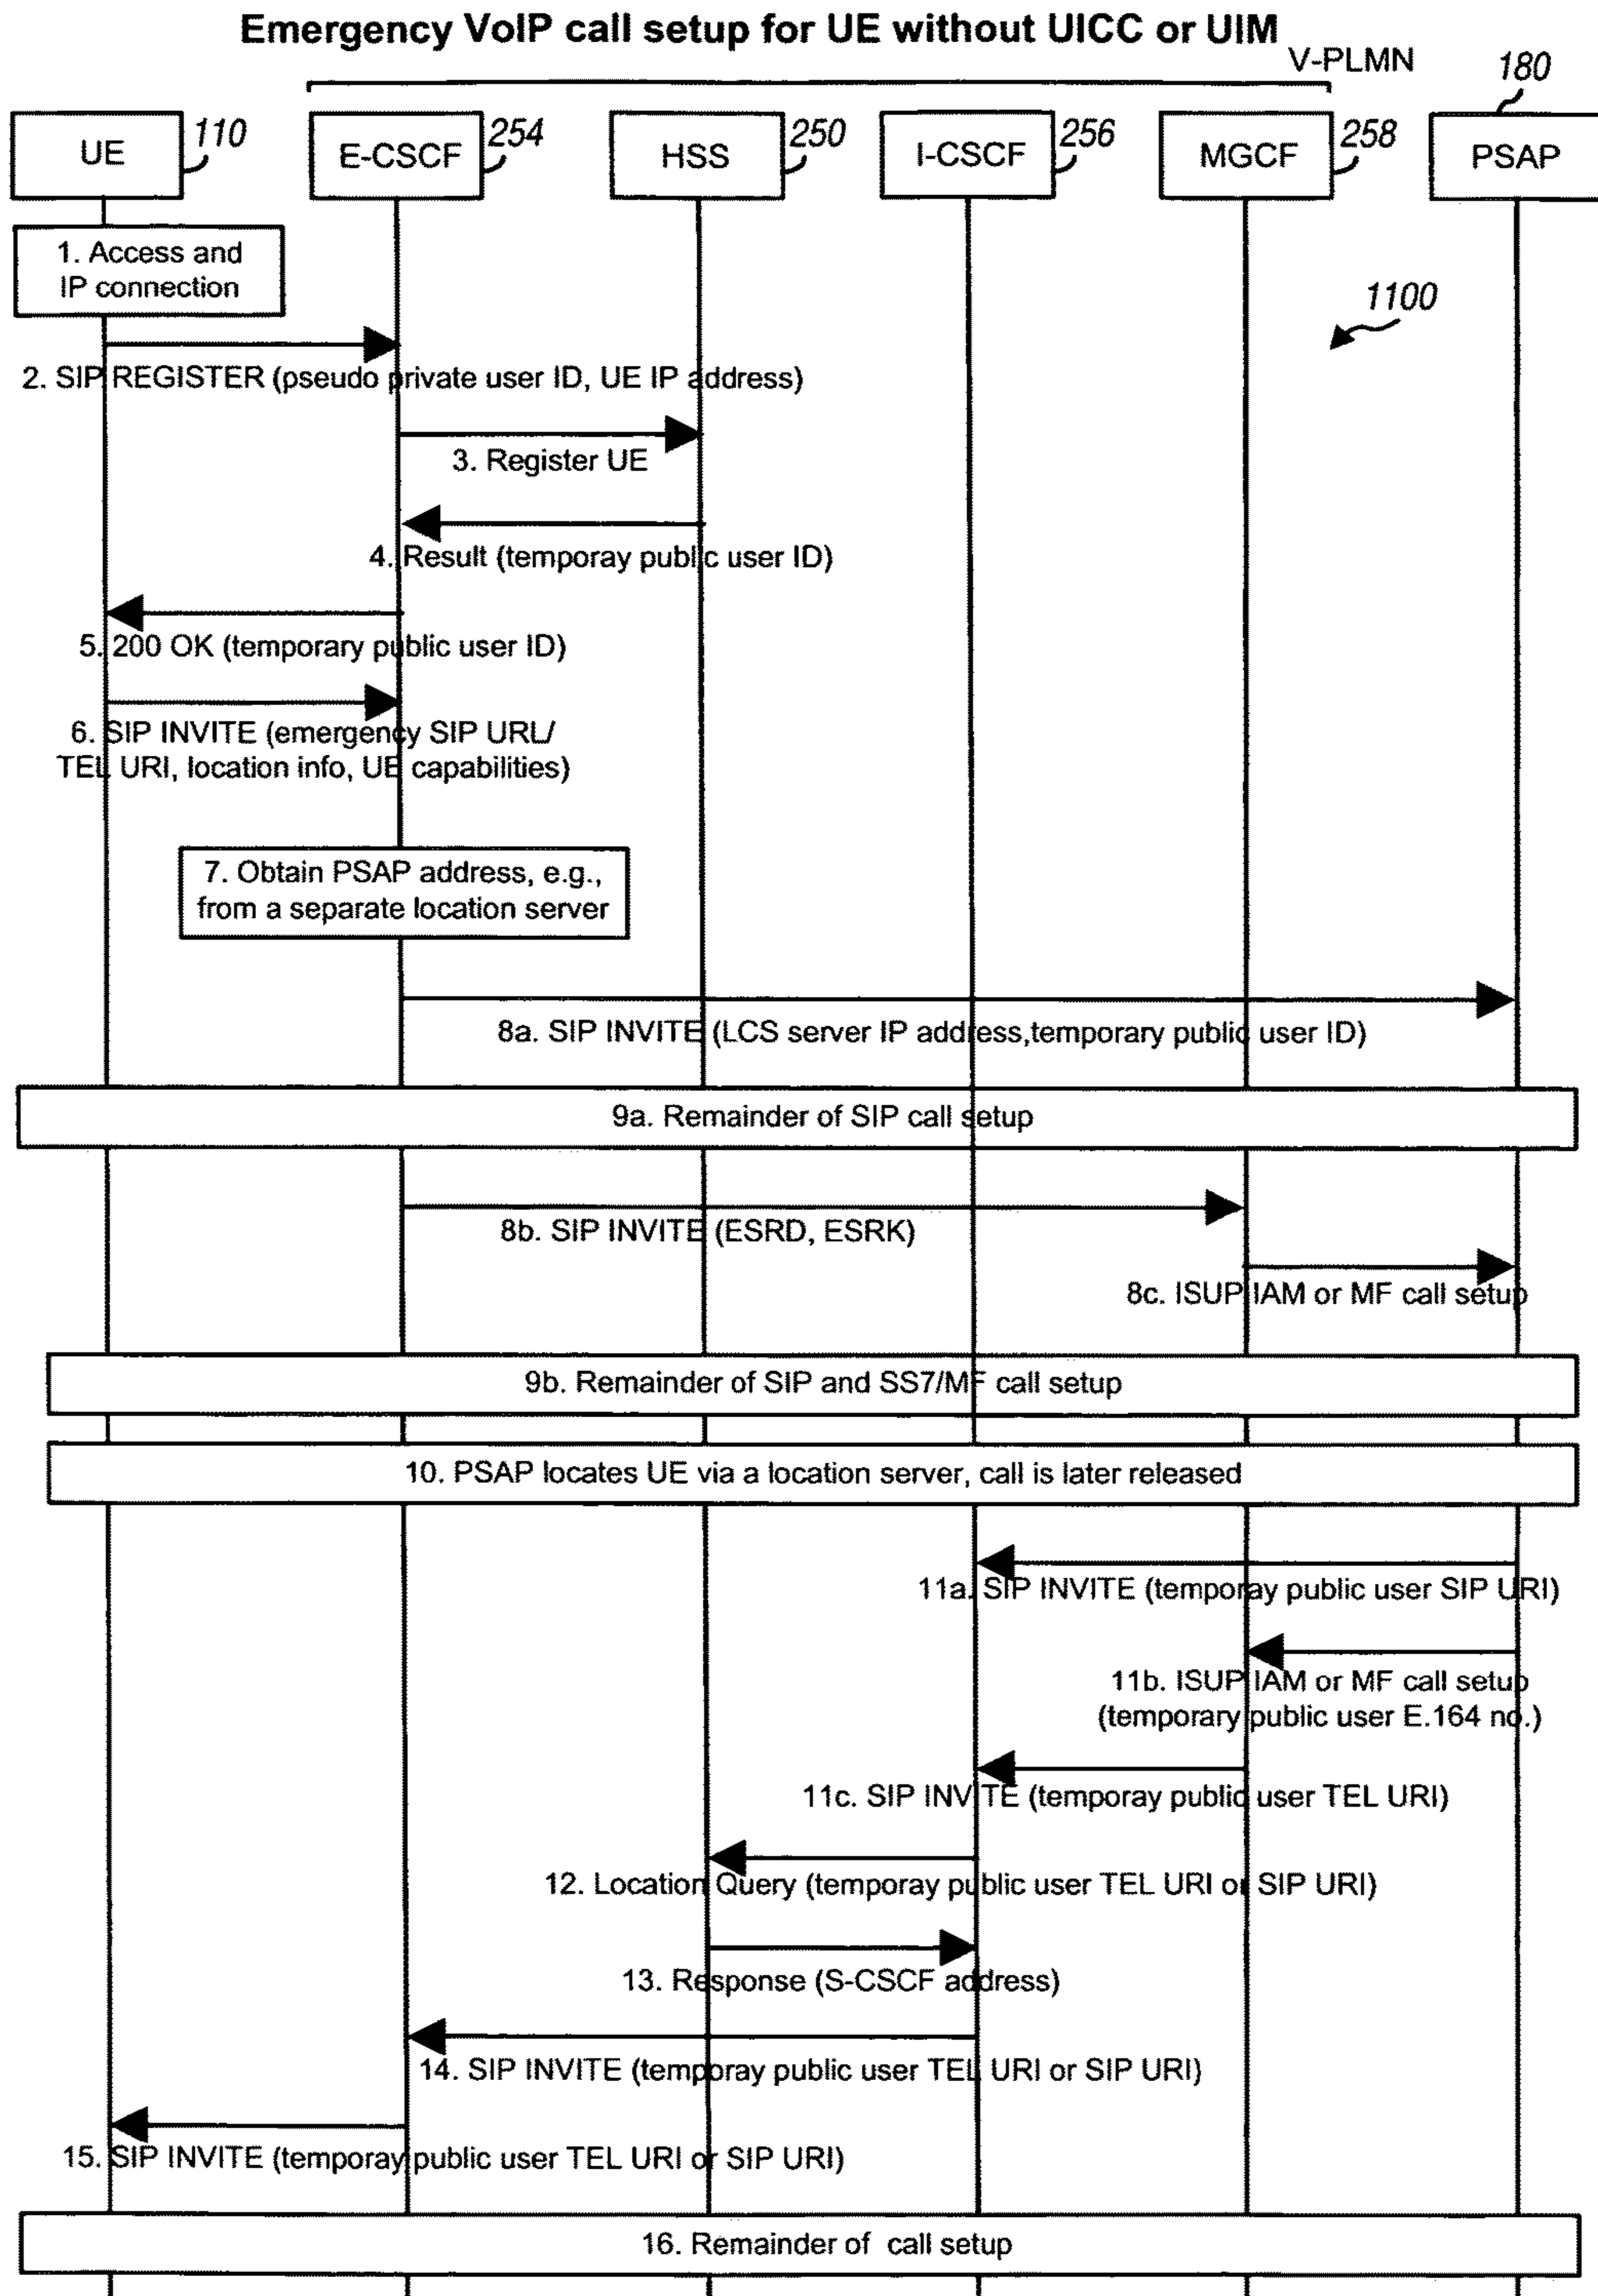 Emergency VoIP call setup for UE without UICC or UIM
V-PLMN
180
UE
110
E-CSCF
254
HSS
250
I-CSCF
256
MGCF
258
PSAP
1. Access and
IP connection
1100
2. SIP REGISTER (pseudo private user ID, UE IP address)
3. Register UE
4. Result (temporay public user ID)
5. 200 OK (temporary public user ID)
6. SIP INVITE (emergency SIP URL/
TEL URI, location info, UE capabilities)
7. Obtain PSAP address, e.g.,
from a separate location server
8a. SIP INVITE (LCS server IP address,temporary public user ID)
9a. Remainder of SIP call setup
8b. SIP INVITE (ESRD, ESRK)
8c. ISUP IAM or MF call setup
9b. Remainder of SIP and SS7/MF call setup
10. PSAP locates UE via a location server, call is later released
11a. SIP INVITE (temporay public user SIP URI)
11b. ISUP IAM or MF call setup
(temporary public user E.164 no.)
11c. SIP INVITE (temporay public user TEL URI)
12. Location Query (temporay public user TEL URI or SIP URI)
13. Response (S-CSCF address)
14. SIP INVITE (temporay public user TEL URI or SIP URI)
15. SIP INVITE (temporay public user TEL URI or SIP URI)
16. Remainder of call setup